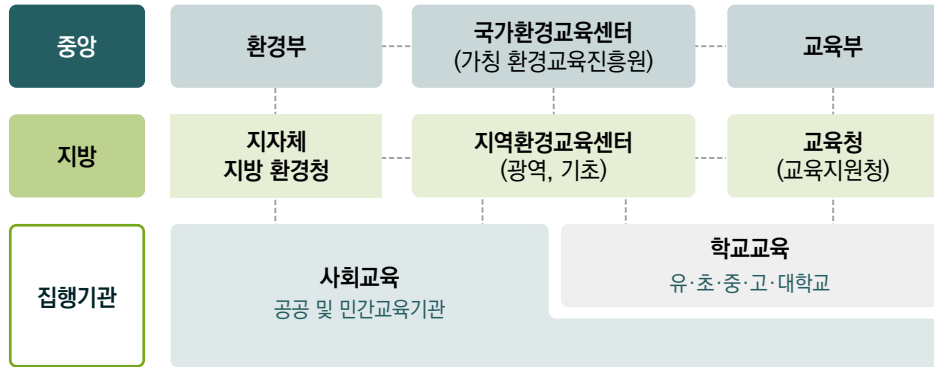 중앙
환경부
국가환경교육센터
(가칭 환경교육진흥원)
교육부
지방
지자체
지방 환경청
지역환경교육센터
(광역, 기초)
교육청
(교육지원청)
집행기관
사회교육
공공 및 민간교육기관
학교교육
유·초·중·고·대학교